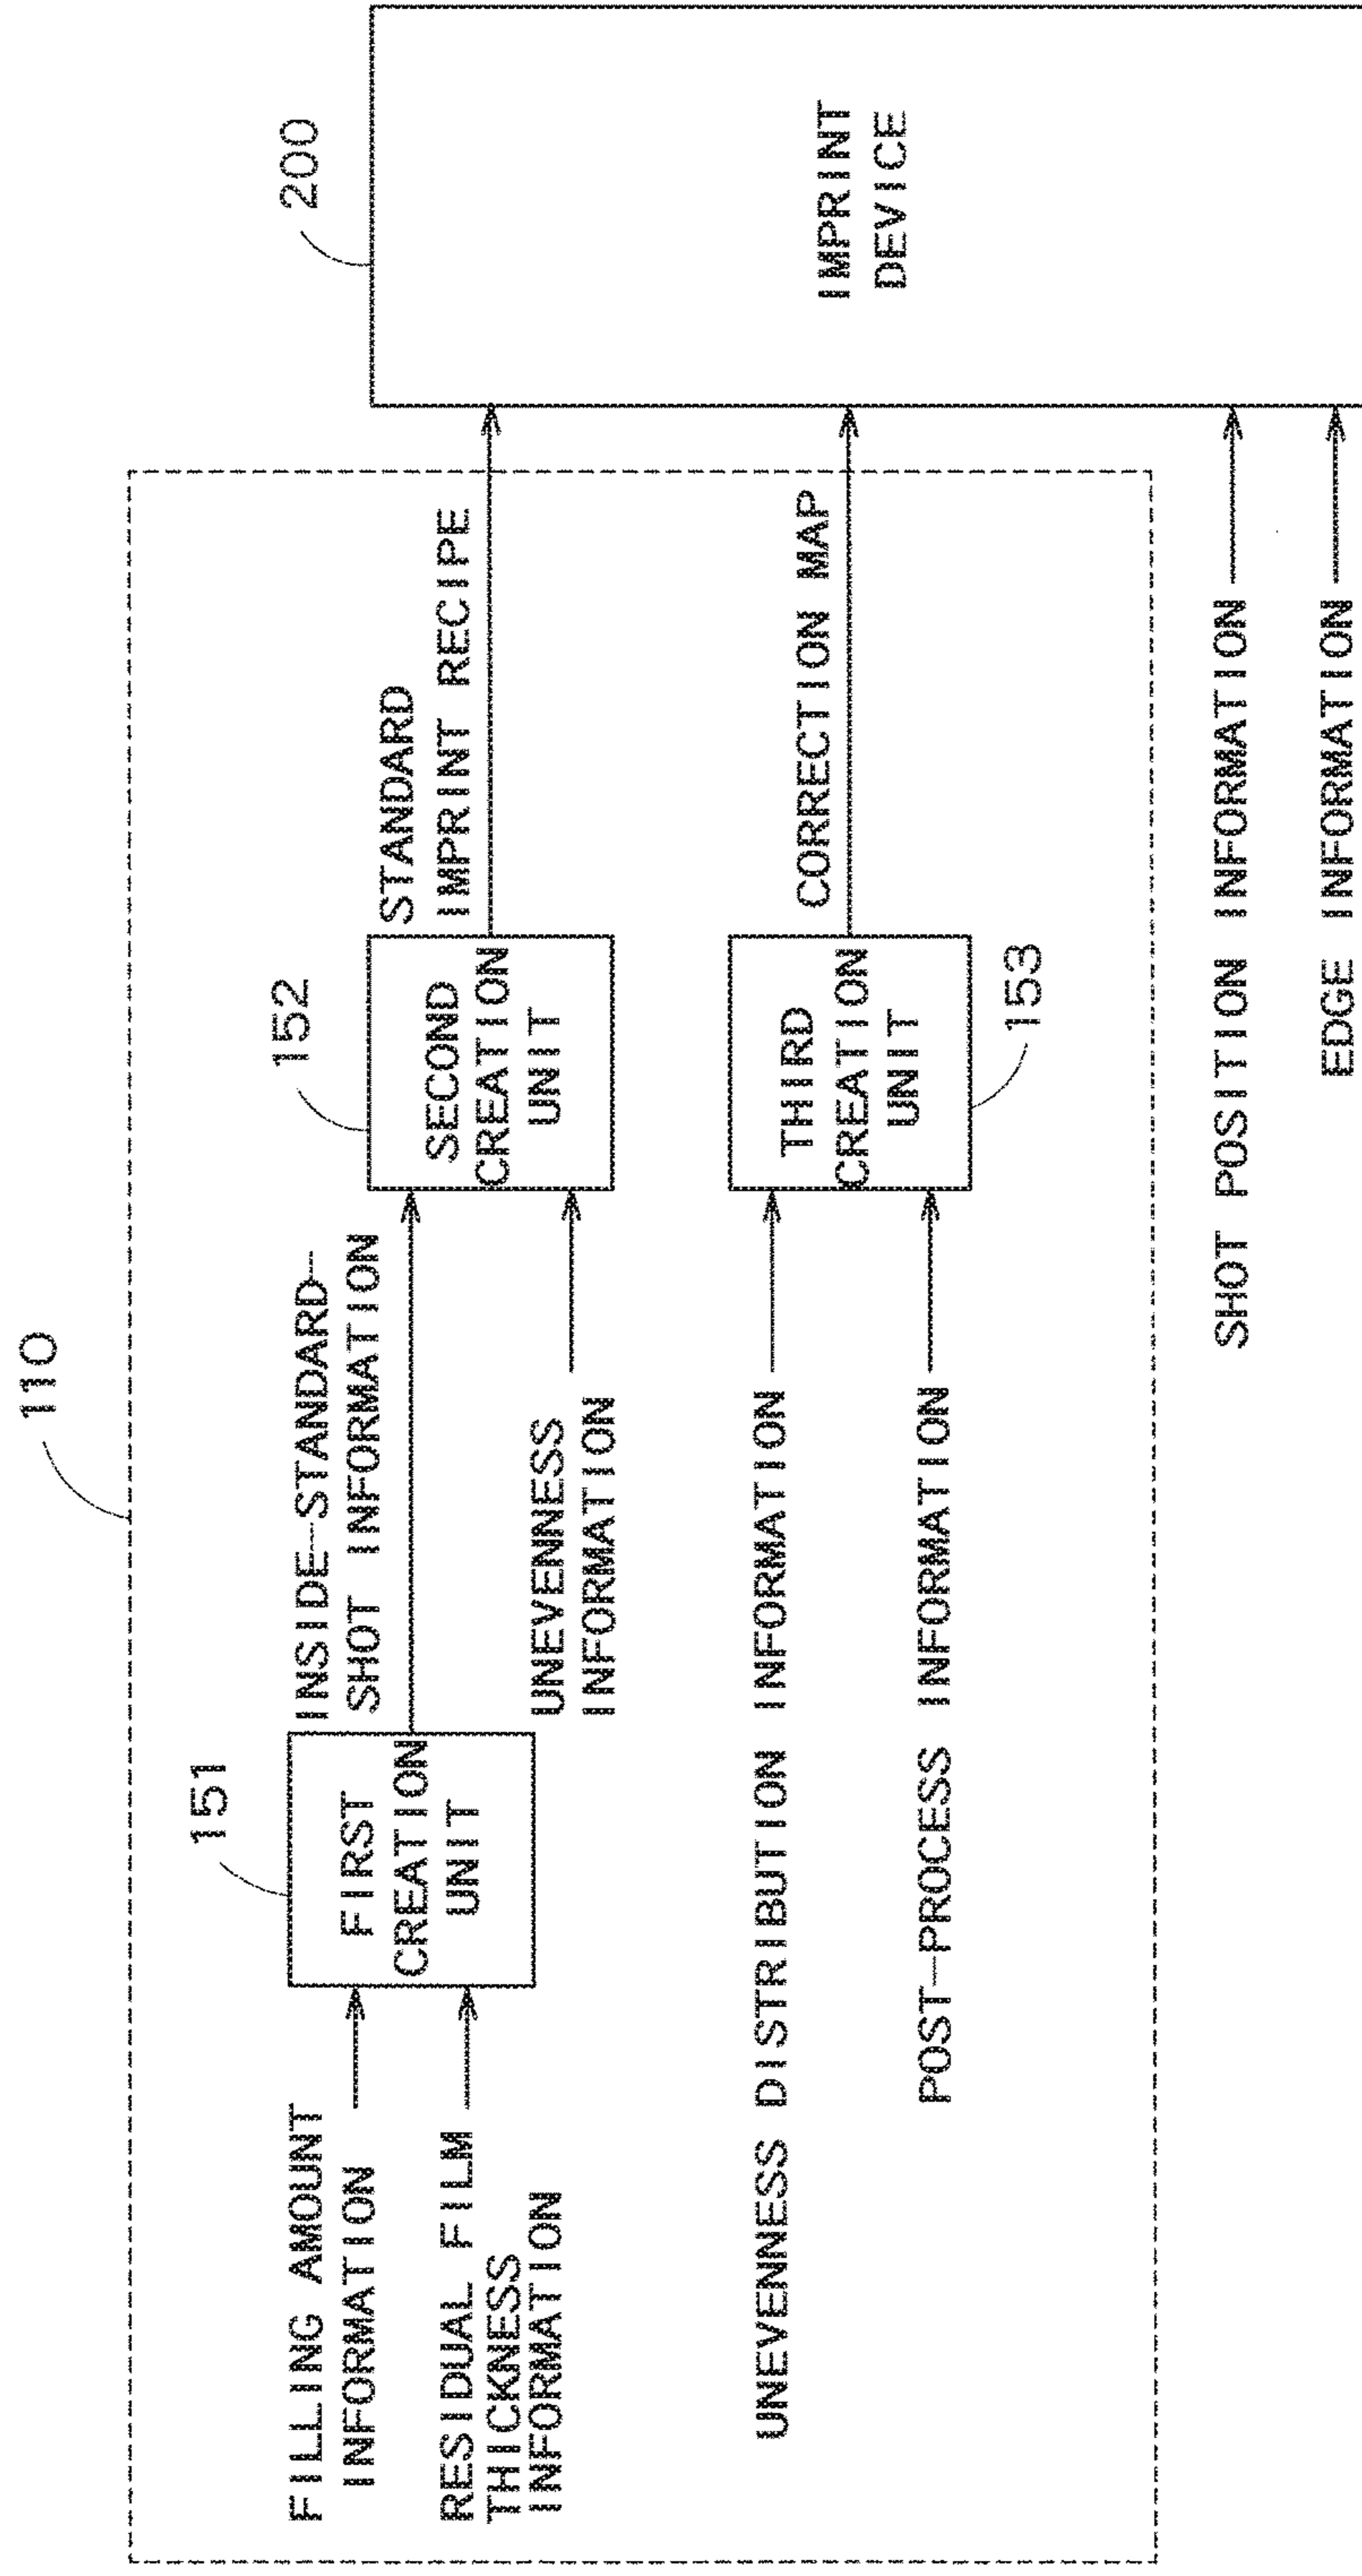 110
200
151
152
153
FILLING AMOUNT
INFORMATION
RESIDUAL FILM
THICKNESS
INFORMATION
FIRST
CREATION
UNIT
INSIDE-STANDARD-
SHOT INFORMATION
UNEVENNESS
INFORMATION
SECOND
CREATION
UNIT
STANDARD
IMPRINT RECIPE
UNEVENNESS DISTRIBUTION INFORMATION
POST-PROCESS INFORMATION
THIRD
CREATION
UNIT
CORRECTION MAP
IMPRINT
DEVICE
SHOT POSITION INFORMATION
EDGE INFORMATION